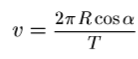 v = \frac{2\pi R \cos \alpha}{T}